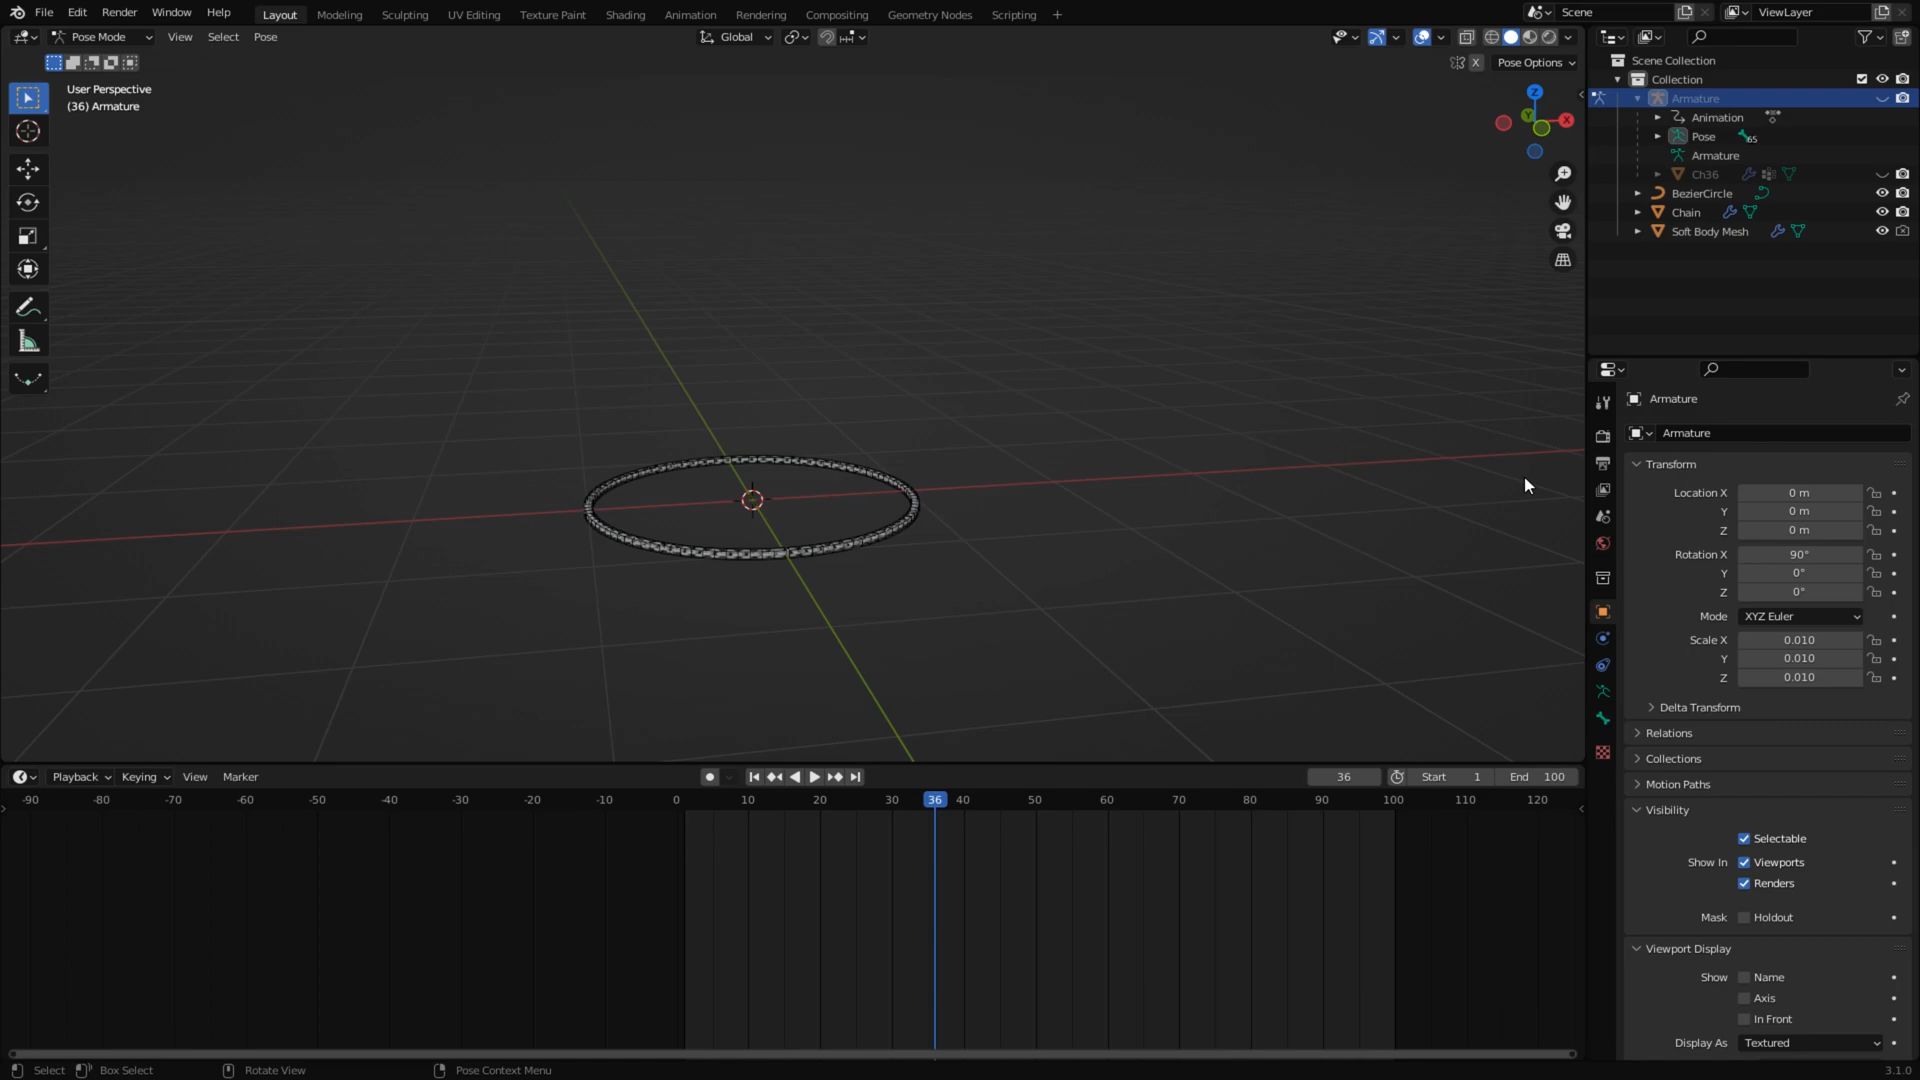 File Edit Render Window Help Layout Modeling Sculpting UV Editing Texture Paint Shading Animation Rendering Compositing Geometry Nodes Scripting + Scene ViewLayer
Pose Mode View Select Pose Global
X Pose Options
User Perspective
(36) Armature
Z
Y
X
Scene Collection
Collection
Armature
Animation
Pose 65
Armature
Ch36
BezierCircle
Chain
Soft Body Mesh
Armature
Armature
Transform
Location X 0 m
Y 0 m
Z 0 m
Rotation X 90°
Y 0°
Z 0°
Mode XYZ Euler
Scale X 0.010
Y 0.010
Z 0.010
Delta Transform
Relations
Collections
Motion Paths
Visibility
Selectable
Show In Viewports
Renders
Mask Holdout
Viewport Display
Show Name
Axis
In Front
Display As Textured
Playback Keying View Marker 36 Start 1 End 100
-90 -80 -70 -60 -50 -40 -30 -20 -10 0 10 20 30 36 40 50 60 70 80 90 100 110 120
Select Box Select Rotate View Pose Context Menu 3.1.0